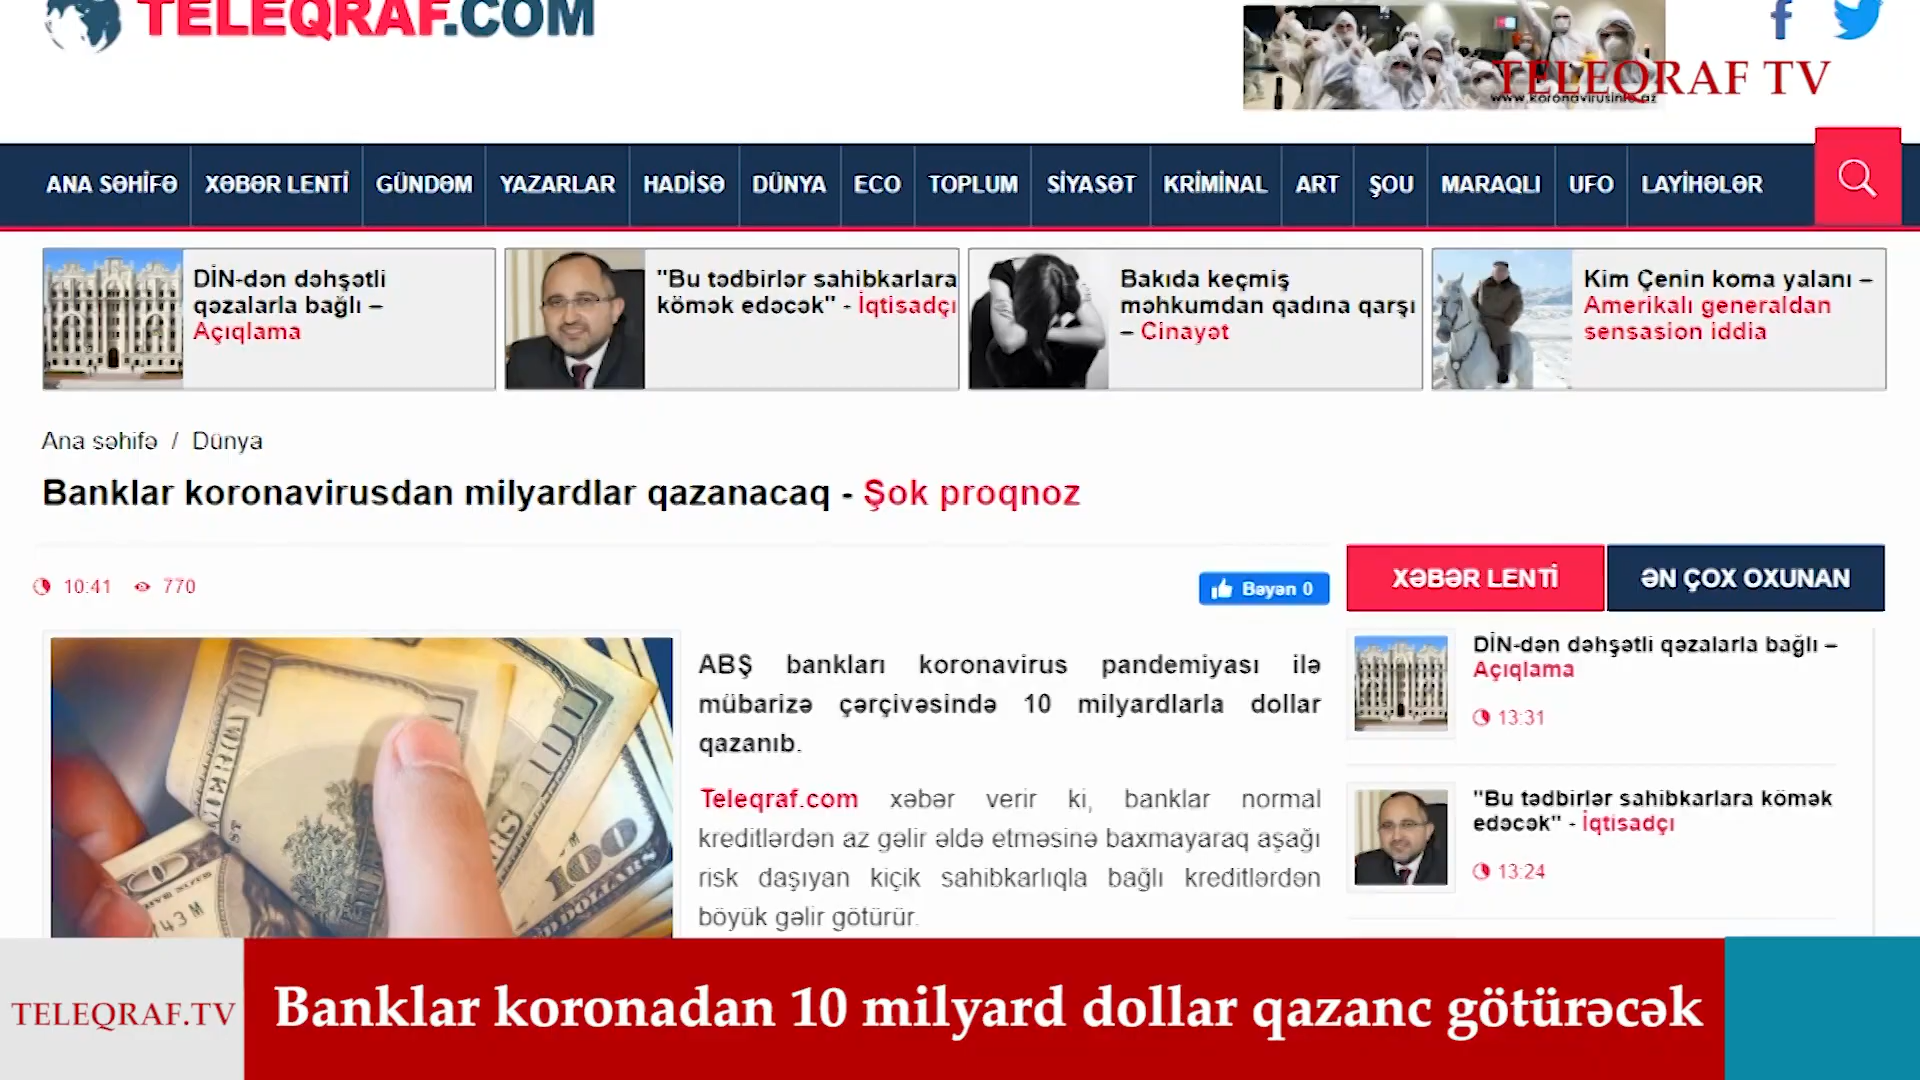 TELEQRAF.COM
TELEQRAF TV
www.koronavirusinfo.az
ANA SƏHİFƏ
XƏBƏR LENTİ
GÜNDƏM
YAZARLAR
HADİSƏ
DÜNYA
ECO
TOPLUM
SİYASƏT
KRİMİNAL
ART
ŞOU
MARAQLI
UFO
LAYİHƏLƏR
DİN-dən dəhşətli
qəzalarla bağlı –
Açıqlama
"Bu tədbirlər sahibkarlara
kömək edəcək" - İqtisadçı
Bakıda keçmiş
məhkumdan qadına qarşı
– Cinayət
Kim Çenin koma yalanı –
Amerikalı generaldan
sensasion iddia
Ana səhifə / Dünya
Banklar koronavirusdan milyardlar qazanacaq - Şok proqnoz
10:41 770
Bəyən 0
ABŞ bankları koronavirus pandemiyası ilə
mübarizə çərçivəsində 10 milyardlarla dollar
qazanıb.
Teleqraf.com xəbər verir ki, banklar normal
kreditlərdən az gəlir əldə etməsinə baxmayaraq aşağı
risk daşıyan kiçik sahibkarlıqla bağlı kreditlərdən
böyük gəlir götürür.
XƏBƏR LENTİ
ƏN ÇOX OXUNAN
DİN-dən dəhşətli qəzalarla bağlı –
Açıqlama
13:31
"Bu tədbirlər sahibkarlara kömək
edəcək" - İqtisadçı
13:24
100
DOLLARS
43 M
TELEQRAF.TV
Banklar koronadan 10 milyard dollar qazanc götürəcək